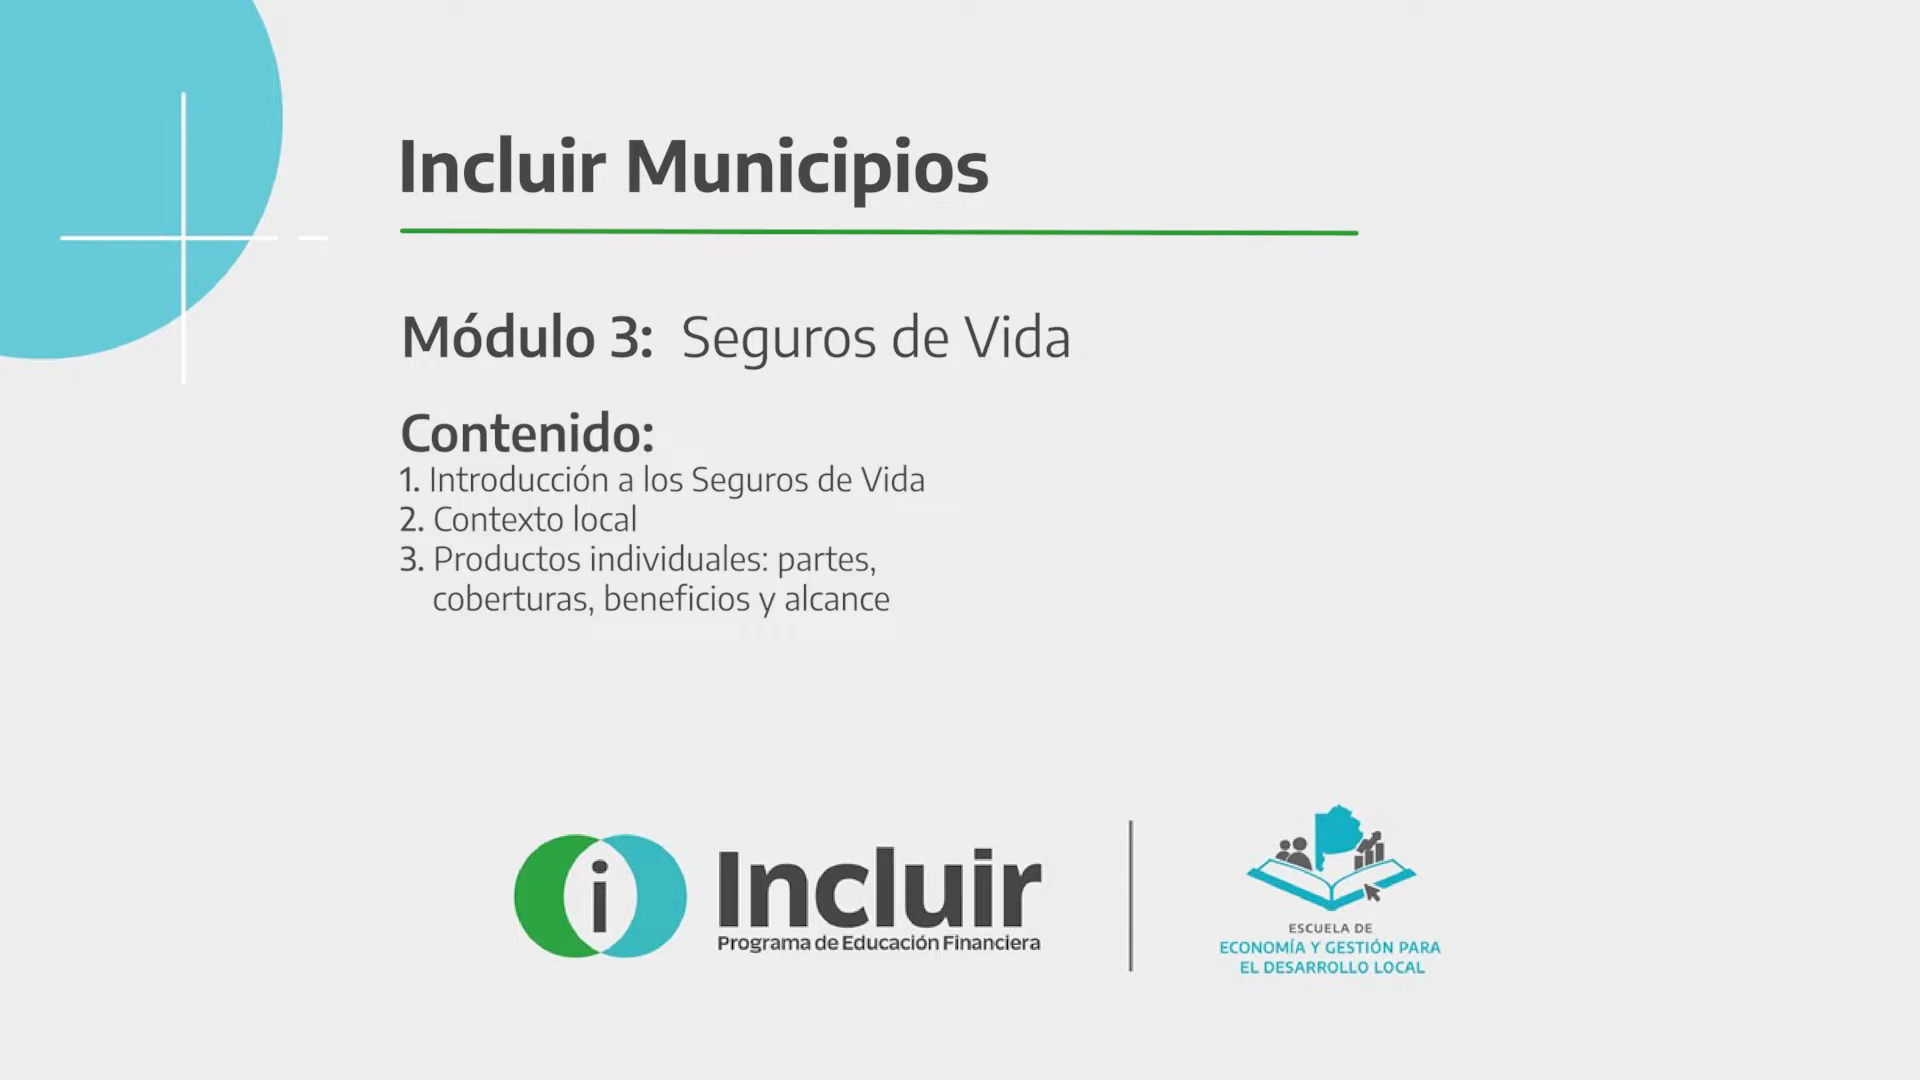 Incluir Municipios
Módulo 3: Seguros de Vida
Contenido:
1. Introducción a los Seguros de Vida
2. Contexto local
3. Productos individuales: partes,
coberturas, beneficios y alcance
i
Incluir
Programa de Educación Financiera
ESCUELA DE
ECONOMÍA Y GESTIÓN PARA
EL DESARROLLO LOCAL